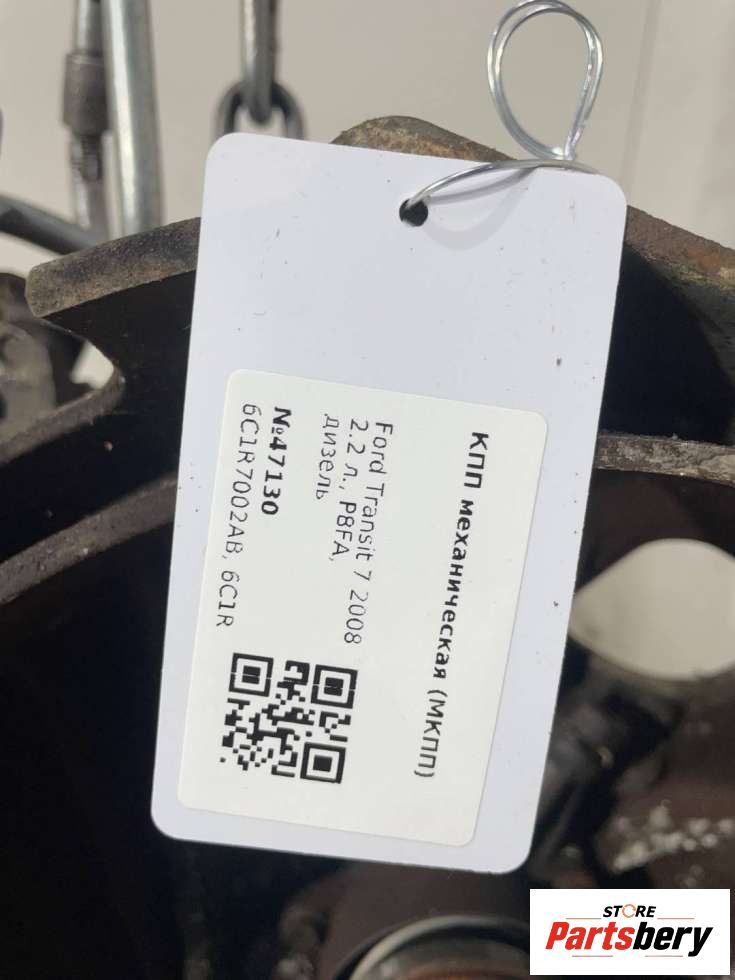 КПП механическая (МКПП)
Ford Transit 7 2008
2.2 л., P8FA,
дизель
№47130
6C1R7002AB, 6C1R
STORE
Partsbery